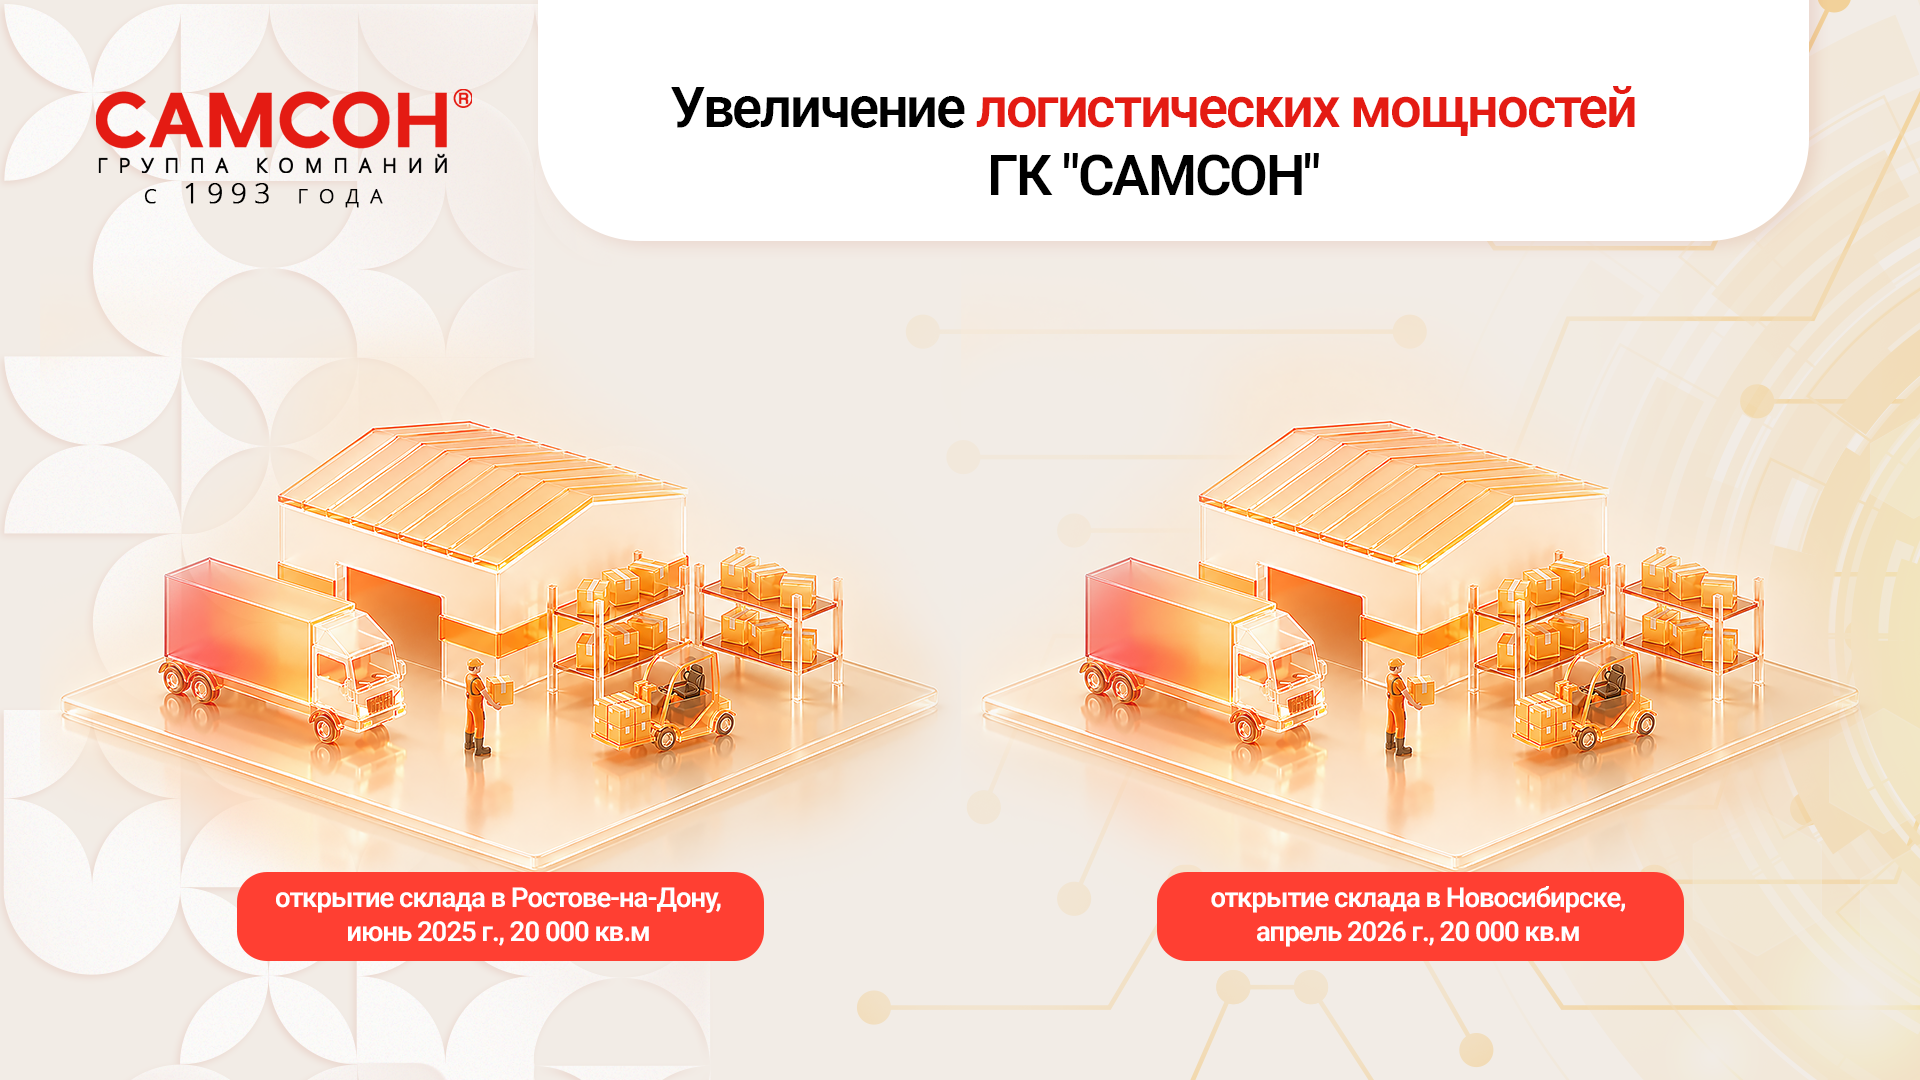 САМСОН®
ГРУППА КОМПАНИЙ
С 1993 ГОДА
Увеличение логистических мощностей
ГК "САМСОН"
открытие склада в Ростове-на-Дону,
июнь 2025 г., 20 000 кв.м
открытие склада в Новосибирске,
апрель 2026 г., 20 000 кв.м